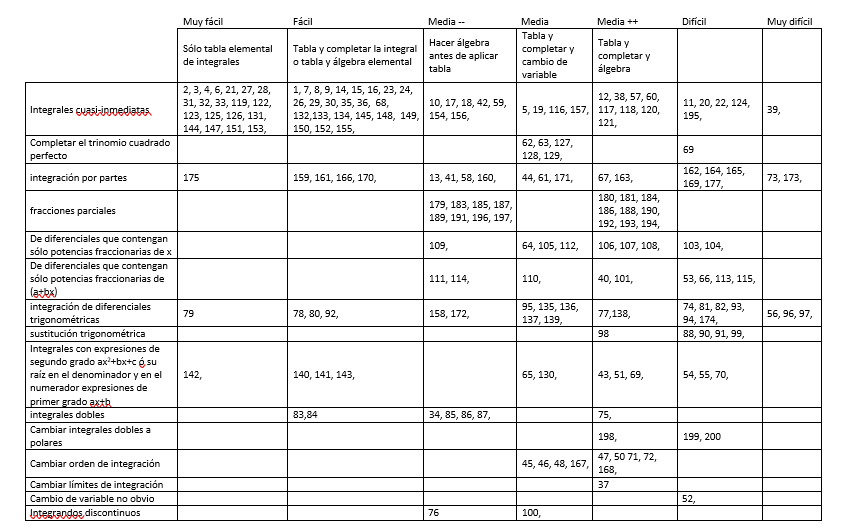 Muy fácil Fácil Media -- Media Media ++ Difícil Muy difícil
Sólo tabla elemental
de integrales
Tabla y completar la integral
o tabla y álgebra elemental
Hacer álgebra
antes de aplicar
tabla
Tabla y
completar y
cambio de
variable
Tabla y
completar y
álgebra
Integrales cuasi-inmediatas
2, 3, 4, 6, 21, 27, 28,
31, 32, 33, 119, 122,
123, 125, 126, 131,
144, 147, 151, 153,
1, 7, 8, 9, 14, 15, 16, 23, 24,
26, 29, 30, 35, 36, 68,
132,133, 134, 145, 148, 149,
150, 152, 155,
10, 17, 18, 42, 59,
154, 156,
5, 19, 116, 157,
12, 38, 57, 60,
117, 118, 120,
121,
11, 20, 22, 124,
195,
39,
Completar el trinomio cuadrado
perfecto
62, 63, 127,
128, 129,
69
integración por partes
175
159, 161, 166, 170,
13, 41, 58, 160,
44, 61, 171,
67, 163,
162, 164, 165,
169, 177,
73, 173,
fracciones parciales
179, 183, 185, 187,
189, 191, 196, 197,
180, 181, 184,
186, 188, 190,
192, 193, 194,
De diferenciales que contengan
sólo potencias fraccionarias de x
109,
64, 105, 112,
106, 107, 108,
103, 104,
De diferenciales que contengan
sólo potencias fraccionarias de
(a+bx)
111, 114,
110,
40, 101,
53, 66, 113, 115,
integración de diferenciales
trigonométricas
79
78, 80, 92,
158, 172,
95, 135, 136,
137, 139,
77,138,
74, 81, 82, 93,
94, 174,
56, 96, 97,
sustitución trigonométrica
98
88, 90, 91, 99,
Integrales con expresiones de
segundo grado ax²+bx+c ó su
raíz en el denominador y en el
numerador expresiones de
primer grado ax+b
142,
140, 141, 143,
65, 130,
43, 51, 69,
54, 55, 70,
integrales dobles
83,84
34, 85, 86, 87,
75,
Cambiar integrales dobles a
polares
198,
199, 200
Cambiar orden de integración
45, 46, 48, 167,
47, 50 71, 72,
168,
Cambiar límites de integración
37
Cambio de variable no obvio
52,
Integrandos discontinuos
76
100,